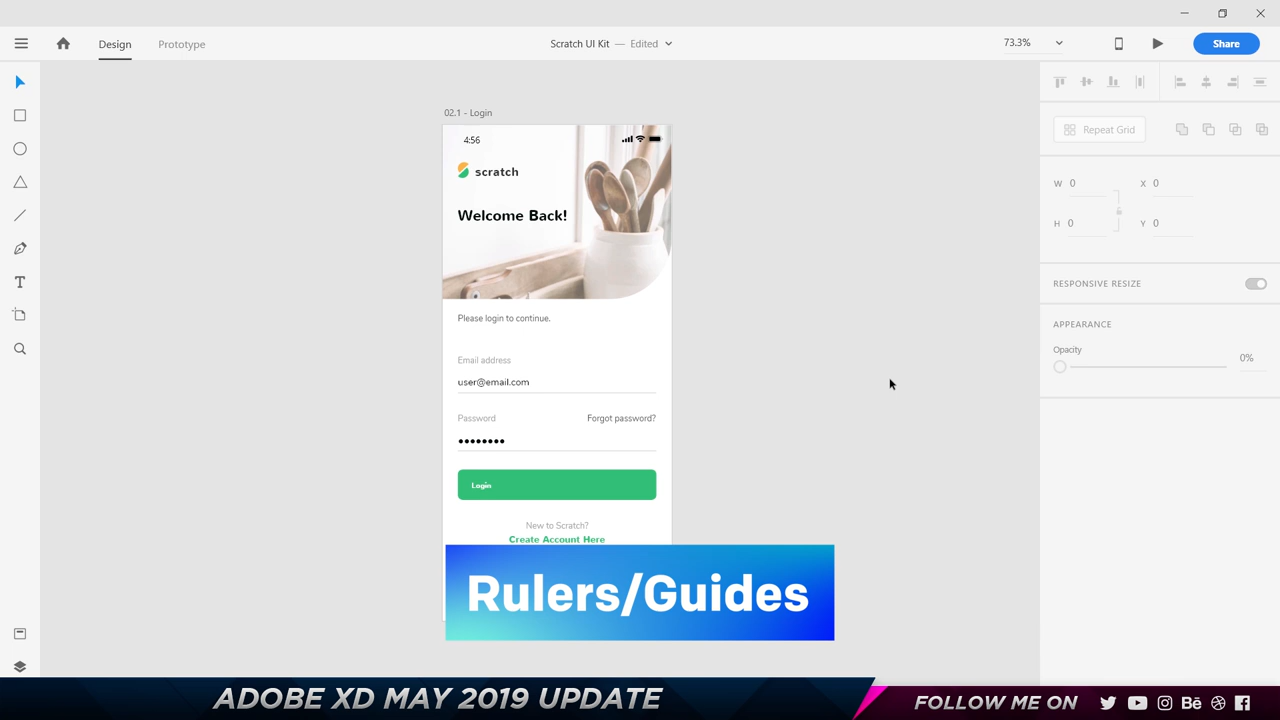 Design
Prototype
Scratch UI Kit — Edited
73.3%
Share
02.1 - Login
4:56
scratch
Welcome Back!
Please login to continue.
Email address
user@email.com
Password
Forgot password?
●●●●●●●●
Login
New to Scratch?
Create Account Here
Repeat Grid
W 0
X 0
H 0
Y 0
RESPONSIVE RESIZE
APPEARANCE
Opacity
0%
Rulers/Guides
ADOBE XD MAY 2019 UPDATE
FOLLOW ME ON
Bē